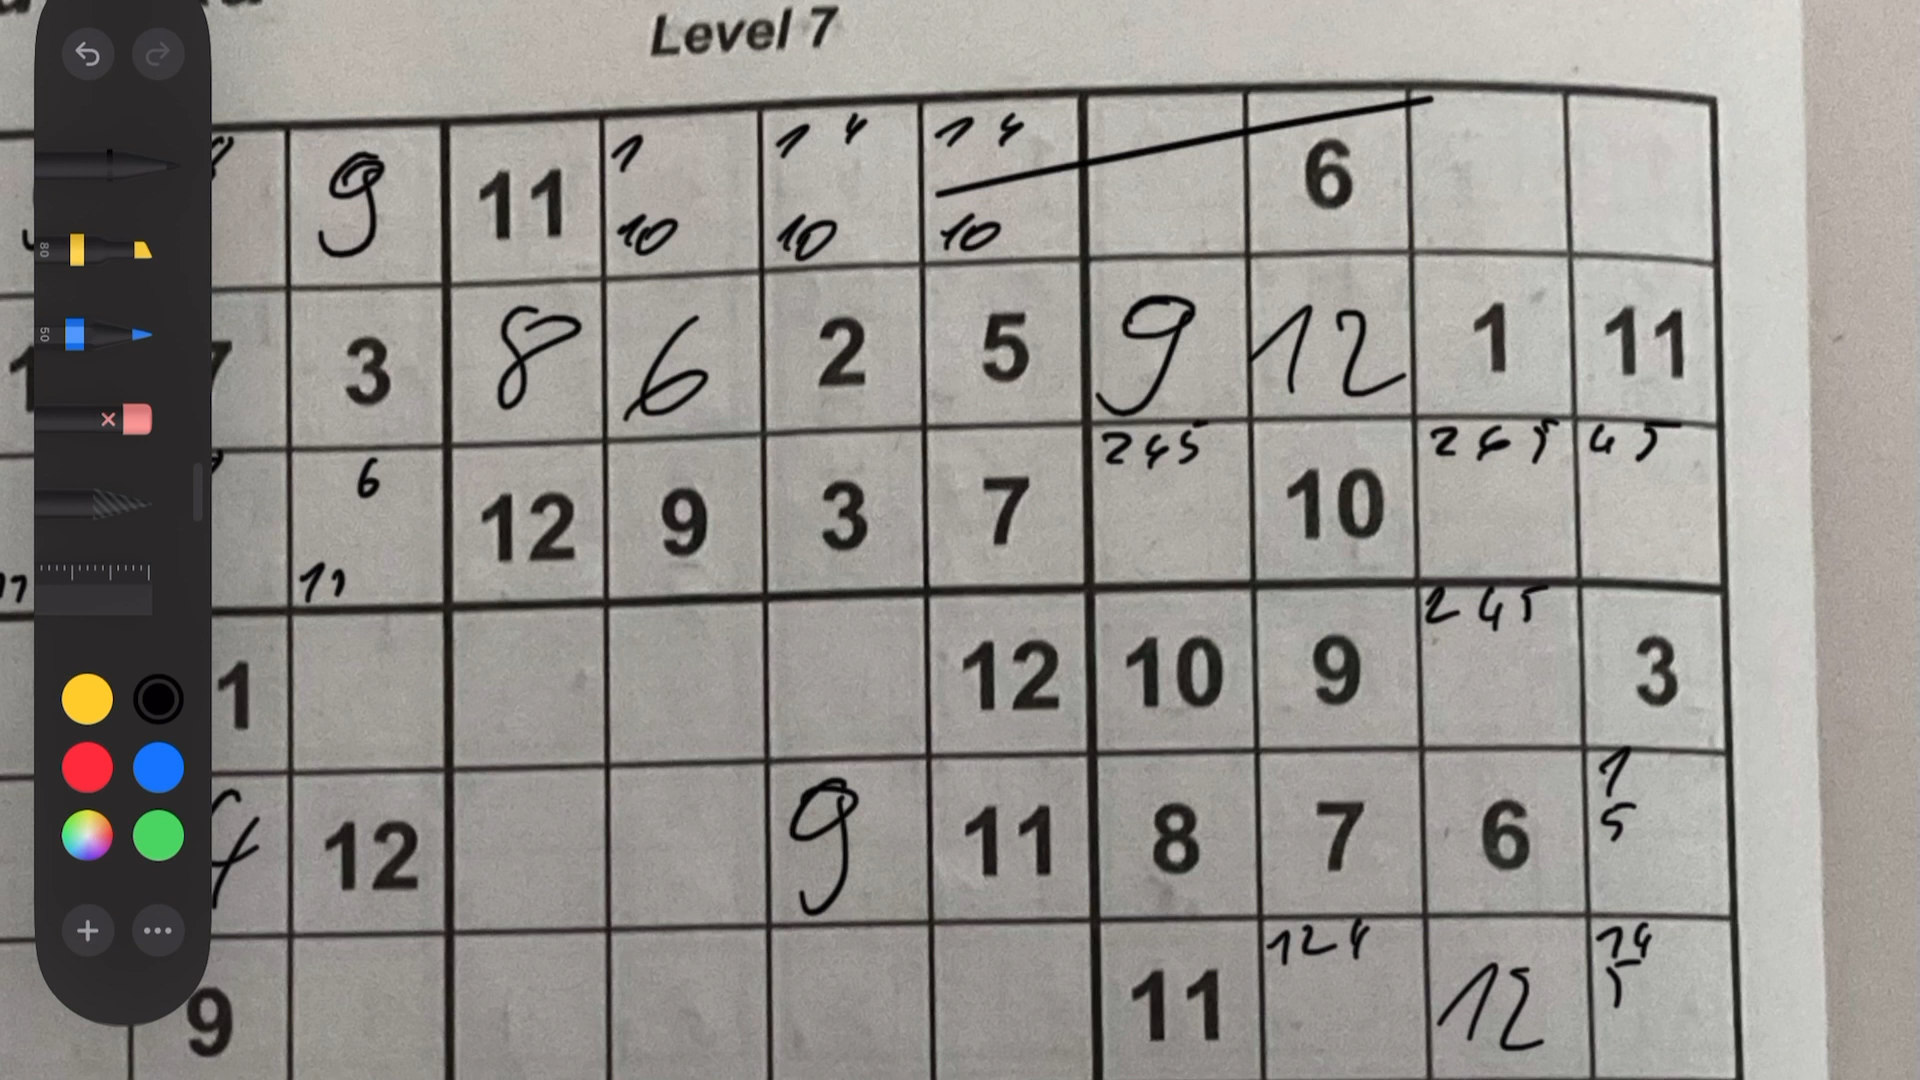 Level 7
9 11 1 10 1 4 10 1 4 10 6
7 3 8 6 2 5 9 12 1 11
6 11 12 9 3 7 2 4 5 10 2 4 5 4 5
1 12 10 9 2 4 5 3
4 12 9 11 8 7 6 1 5
9 11 1 2 4 12 1 4 5